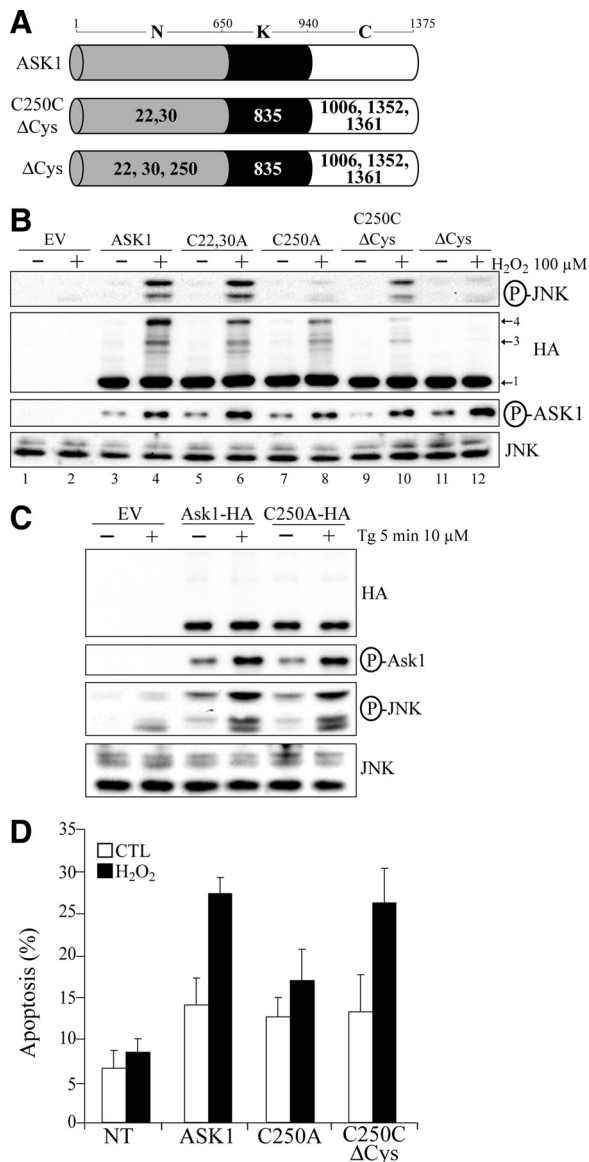 A
1 N 650 K 940 C 1375
ASK1
C250C
ΔCys
22,30
835
1006, 1352,
1361
ΔCys
22, 30, 250
835
1006, 1352,
1361
B
EV ASK1 C22,30A C250A C250C
ΔCys
ΔCys
− + − + − + − + − + − + H₂O₂ 100 µM
P-JNK
←4
←3
HA
←1
P-ASK1
JNK
1 2 3 4 5 6 7 8 9 10 11 12
C
EV Ask1-HA C250A-HA
− + − + − + Tg 5 min 10 µM
HA
P-Ask1
P-JNK
JNK
D
Apoptosis (%)
35
30
25
20
15
10
5
0
CTL
H₂O₂
NT ASK1 C250A C250C
ΔCys